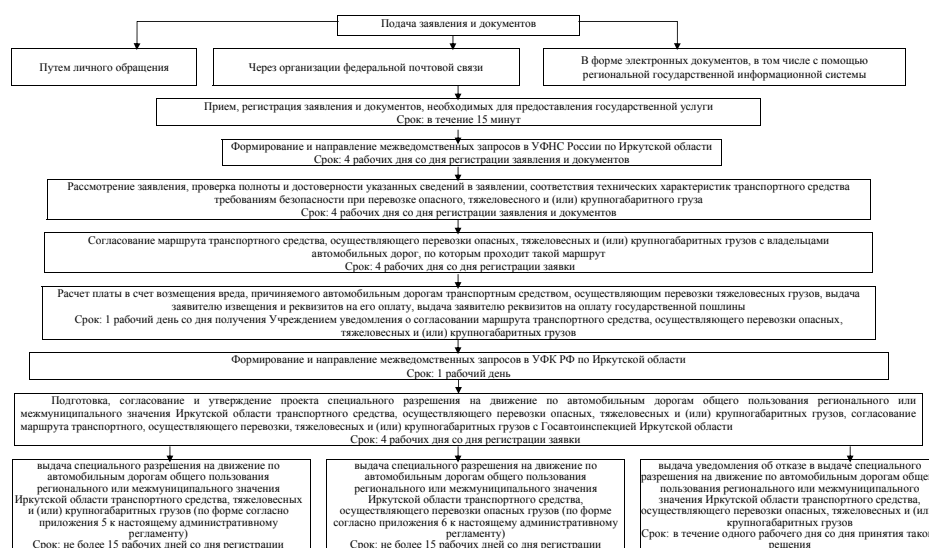 Подача заявления и документов
Путем личного обращения
Через организации федеральной почтовой связи
В форме электронных документов, в том числе с помощью
региональной государственной информационной системы
Прием, регистрация заявления и документов, необходимых для предоставления государственной услуги
Срок: в течение 15 минут
Формирование и направление межведомственных запросов в УФНС России по Иркутской области
Срок: 4 рабочих дня со дня регистрации заявления и документов
Рассмотрение заявления, проверка полноты и достоверности указанных сведений в заявлении, соответствия технических характеристик транспортного средства
требованиям безопасности при перевозке опасного, тяжеловесного и (или) крупногабаритного груза
Срок: 4 рабочих дня со дня регистрации заявления и документов
Согласование маршрута транспортного средства, осуществляющего перевозки опасных, тяжеловесных и (или) крупногабаритных грузов с владельцами
автомобильных дорог, по которым проходит такой маршрут
Срок: 4 рабочих дня со дня регистрации заявки
Расчет платы в счет возмещения вреда, причиняемого автомобильным дорогам транспортным средством, осуществляющим перевозки тяжеловесных грузов, выдача
заявителю извещения и реквизитов на его оплату, выдача заявителю реквизитов на оплату государственной пошлины
Срок: 1 рабочий день со дня получения Учреждением уведомления о согласовании маршрута транспортного средства, осуществляющего перевозки опасных,
тяжеловесных и (или) крупногабаритных грузов
Формирование и направление межведомственных запросов в УФК РФ по Иркутской области
Срок: 1 рабочий день
Подготовка, согласование и утверждение проекта специального разрешения на движение по автомобильным дорогам общего пользования регионального или
межмуниципального значения Иркутской области транспортного средства, осуществляющего перевозки опасных, тяжеловесных и (или) крупногабаритных грузов, согласование
маршрута транспортного, осуществляющего перевозки, тяжеловесных и (или) крупногабаритных грузов с Госавтоинспекцией Иркутской области
Срок: 4 рабочих дня со дня регистрации заявки
выдача специального разрешения на движение по
автомобильным дорогам общего пользования
регионального или межмуниципального значения
Иркутской области транспортного средства, тяжеловесных
и (или) крупногабаритных грузов (по форме согласно
приложения 5 к настоящему административному
регламенту)
Срок: не более 15 рабочих дней со дня регистрации
выдача специального разрешения на движение по
автомобильным дорогам общего пользования
регионального или межмуниципального значения
Иркутской области транспортного средства,
осуществляющего перевозки опасных грузов (по форме
согласно приложения 6 к настоящему административному
регламенту)
Срок: не более 15 рабочих дней со дня регистрации
выдача уведомления об отказе в выдаче специального
разрешения на движение по автомобильным дорогам обще
пользования регионального или межмуниципального
значения Иркутской области транспортного средства,
осуществляющего перевозки опасных, тяжеловесных и (ил
крупногабаритных грузов
Срок: в течение одного рабочего дня со дня принятия тако
решения